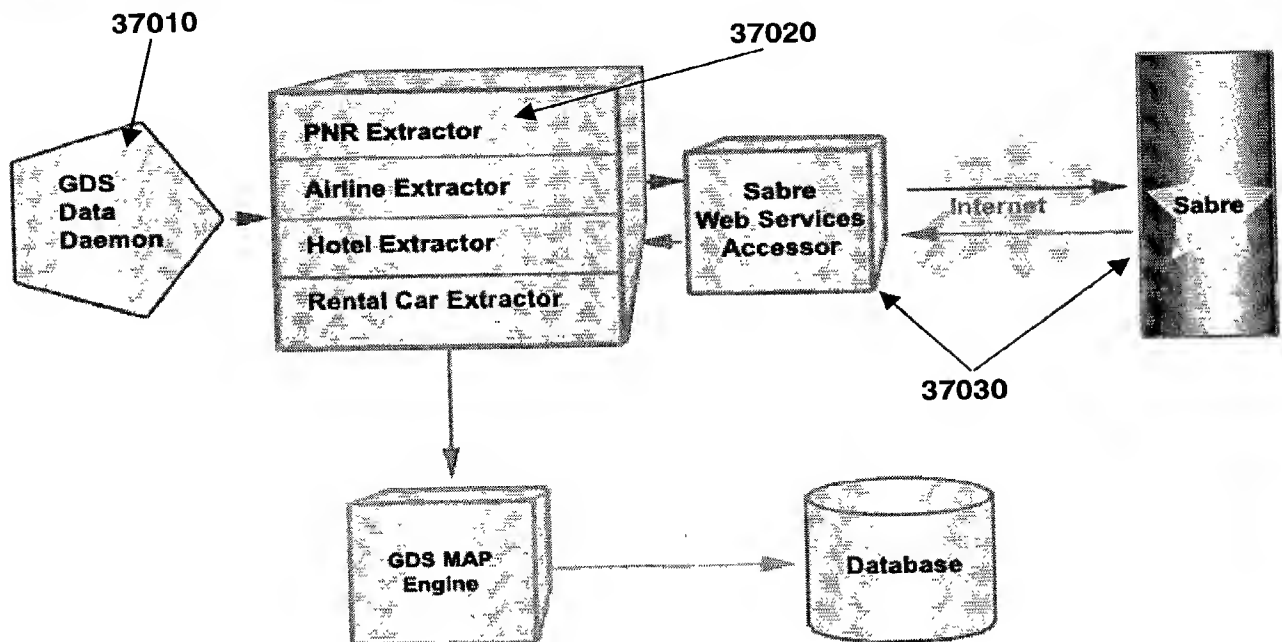 37010
37020
PNR Extractor
Airline Extractor
Hotel Extractor
Rental Car Extractor
GDS
Data
Daemon
Sabre
Web Services
Accessor
Internet
Sabre
37030
GDS MAP
Engine
Database